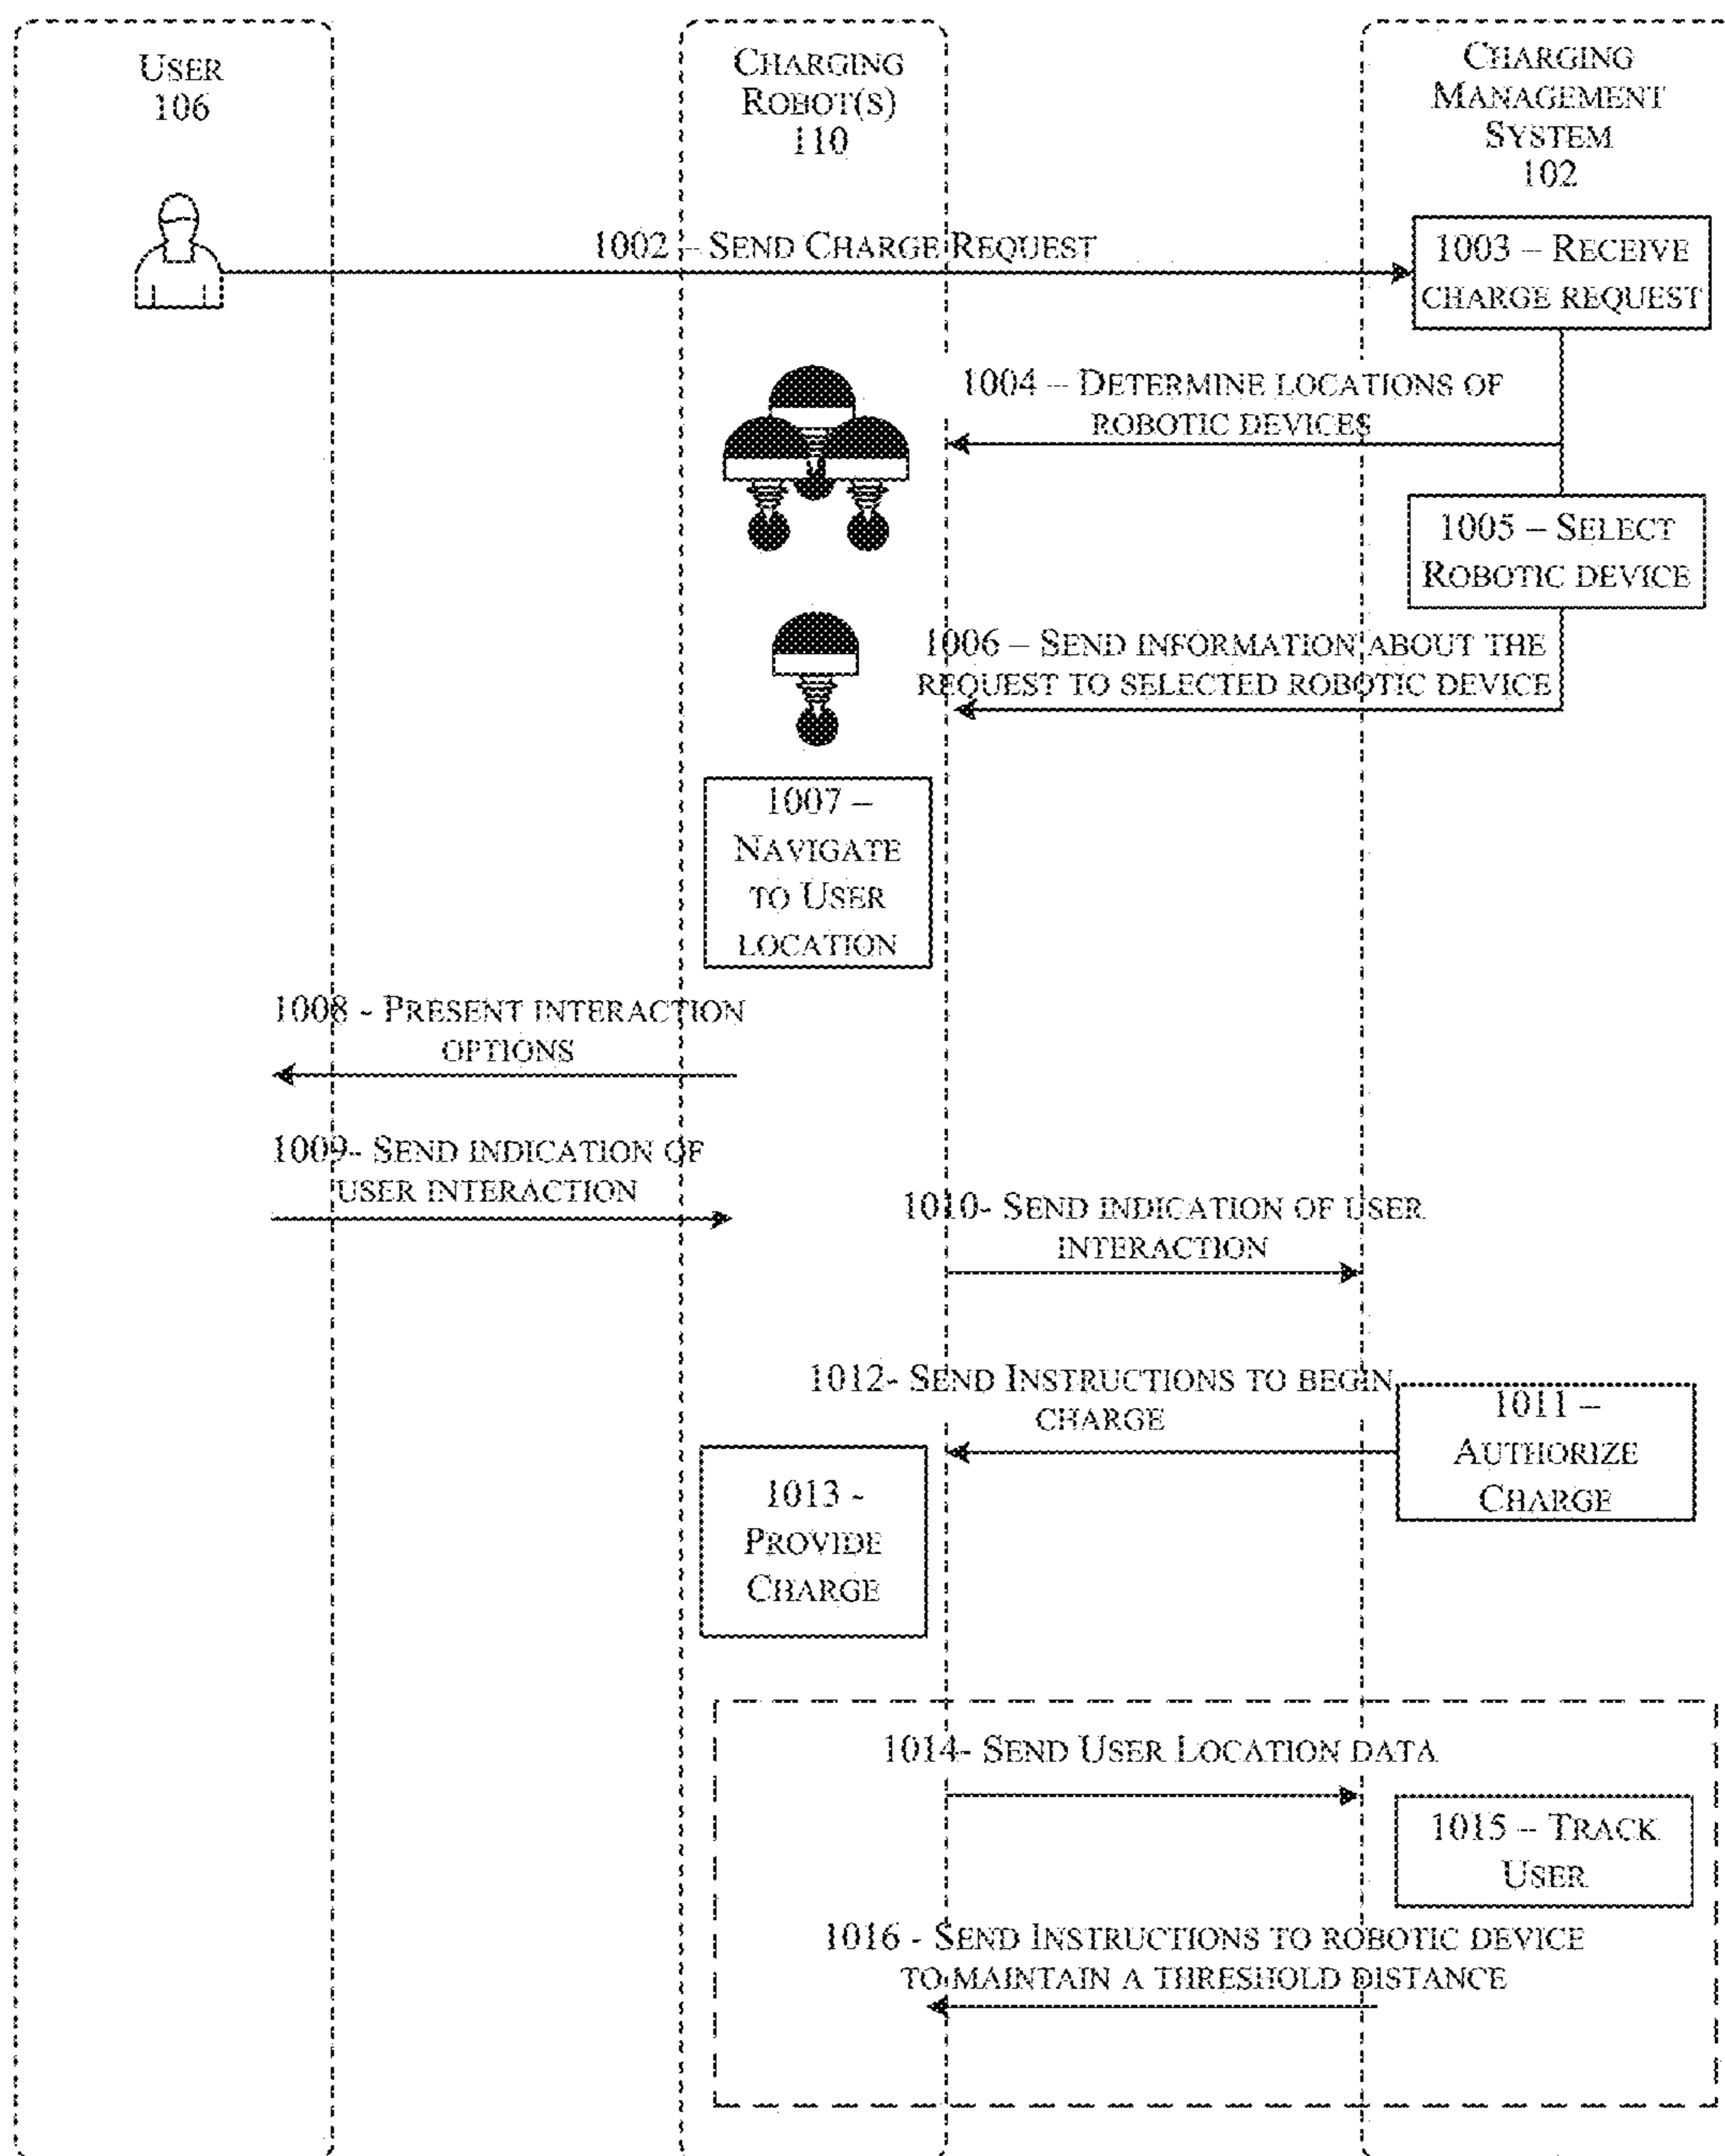 USER
106
CHARGING
ROBOT(S)
110
CHARGING
MANAGEMENT
SYSTEM
102
1002 – SEND CHARGE REQUEST
1003 – RECEIVE
CHARGE REQUEST
1004 – DETERMINE LOCATIONS OF
ROBOTIC DEVICES
1005 – SELECT
ROBOTIC DEVICE
1006 – SEND INFORMATION ABOUT THE
REQUEST TO SELECTED ROBOTIC DEVICE
1007 –
NAVIGATE
TO USER
LOCATION
1008 - PRESENT INTERACTION
OPTIONS
1009- SEND INDICATION OF
USER INTERACTION
1010- SEND INDICATION OF USER
INTERACTION
1012- SEND INSTRUCTIONS TO BEGIN
CHARGE
1011 –
AUTHORIZE
CHARGE
1013 -
PROVIDE
CHARGE
1014- SEND USER LOCATION DATA
1015 – TRACK
USER
1016 - SEND INSTRUCTIONS TO ROBOTIC DEVICE
TO MAINTAIN A THRESHOLD DISTANCE